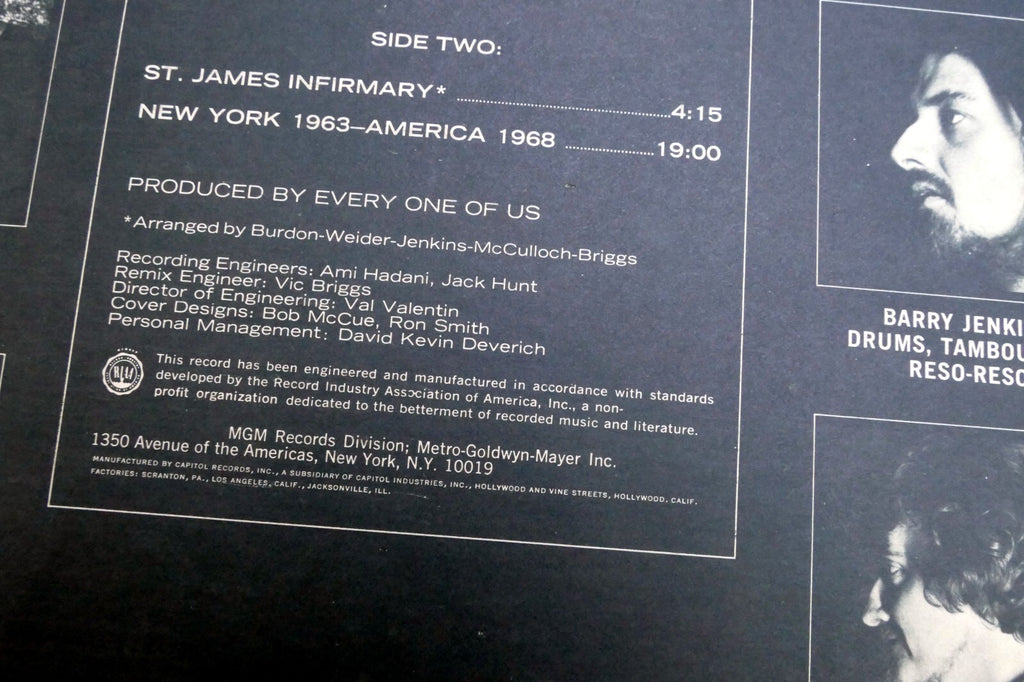 SIDE TWO:
ST. JAMES INFIRMARY* ........................................4:15
NEW YORK 1963–AMERICA 1968 ................19:00
PRODUCED BY EVERY ONE OF US
*Arranged by Burdon-Weider-Jenkins-McCulloch-Briggs
Recording Engineers: Ami Hadani, Jack Hunt
Remix Engineer: Vic Briggs
Director of Engineering: Val Valentin
Cover Designs: Bob McCue, Ron Smith
Personal Management: David Kevin Deverich
This record has been engineered and manufactured in accordance with standards
developed by the Record Industry Association of America, Inc., a non-
profit organization dedicated to the betterment of recorded music and literature.
MGM Records Division; Metro-Goldwyn-Mayer Inc.
1350 Avenue of the Americas, New York, N.Y. 10019
MANUFACTURED BY CAPITOL RECORDS, INC., A SUBSIDIARY OF CAPITOL INDUSTRIES, INC., HOLLYWOOD AND VINE STREETS, HOLLYWOOD, CALIF.
FACTORIES: SCRANTON, PA., LOS ANGELES, CALIF., JACKSONVILLE, ILL.
BARRY JENKI
DRUMS, TAMBOU
RESO-RESO